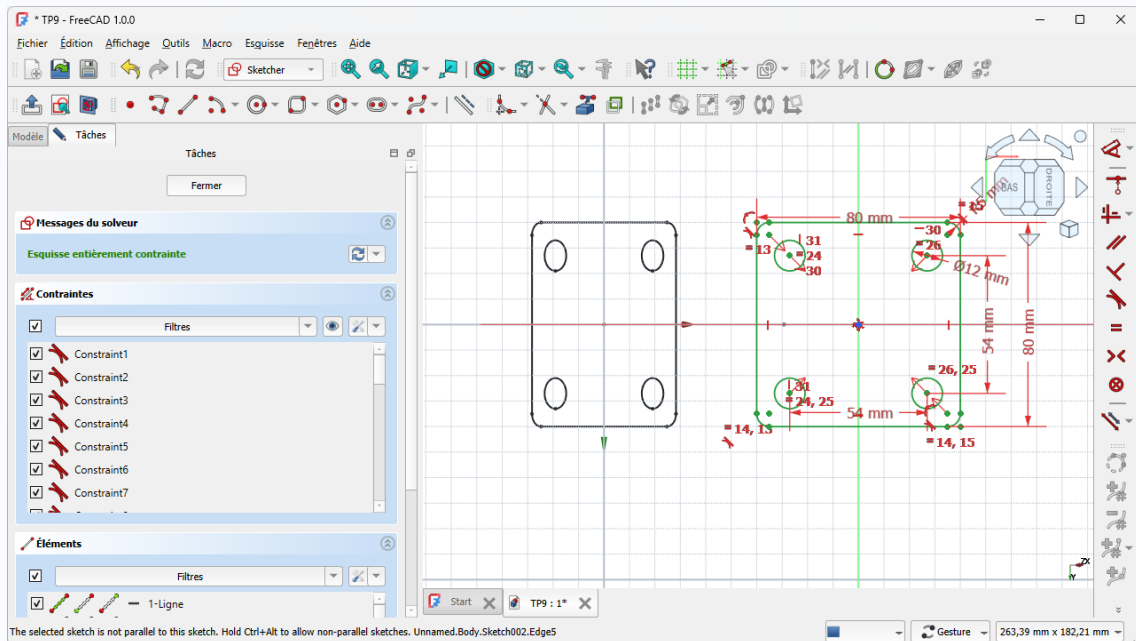 * TP9 - FreeCAD 1.0.0
Fichier Édition Affichage Outils Macro Esquisse Fenêtres Aide
Sketcher
Modèle Tâches
Tâches
Fermer
Messages du solveur
Esquisse entièrement contrainte
Contraintes
Filtres
Constraint1
Constraint2
Constraint3
Constraint4
Constraint5
Constraint6
Constraint7
Éléments
Filtres
1-Ligne
BAS
DROITE
80 mm
= 15
= 13
31
= 24
30
30
= 26
Ø12 mm
54 mm
80 mm
= 26, 25
31
= 24, 25
54 mm
= 14, 13
= 14, 15
ZX
Y
Start
TP9 : 1*
The selected sketch is not parallel to this sketch. Hold Ctrl+Alt to allow non-parallel sketches. Unnamed.Body.Sketch002.Edge5
Gesture
263,39 mm x 182,21 mm